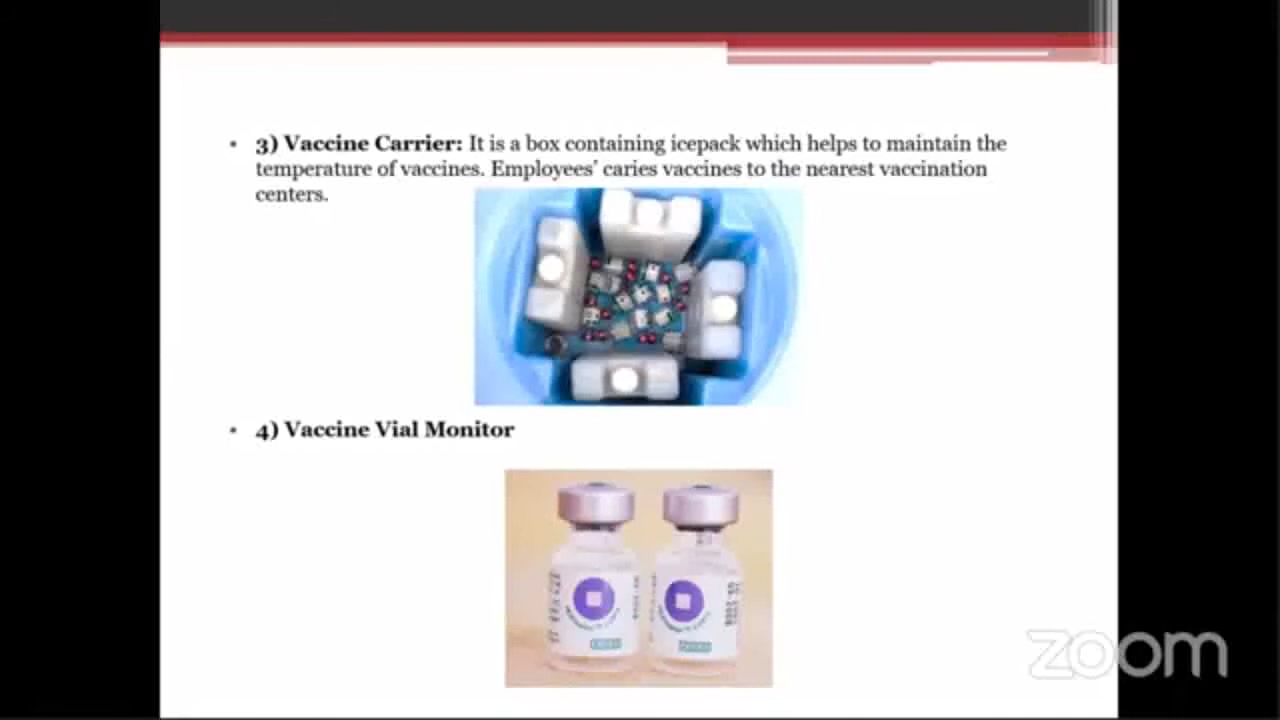 • 3) Vaccine Carrier: It is a box containing icepack which helps to maintain the
temperature of vaccines. Employees’ caries vaccines to the nearest vaccination
centers.
• 4) Vaccine Vial Monitor
zoom